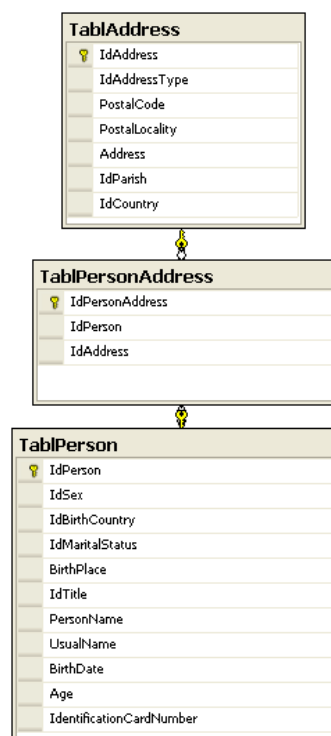 TablAddress
IdAddress
IdAddressType
PostalCode
PostalLocality
Address
IdParish
IdCountry
TablPersonAddress
IdPersonAddress
IdPerson
IdAddress
TablPerson
IdPerson
IdSex
IdBirthCountry
IdMaritalStatus
BirthPlace
IdTitle
PersonName
UsualName
BirthDate
Age
IdentificationCardNumber